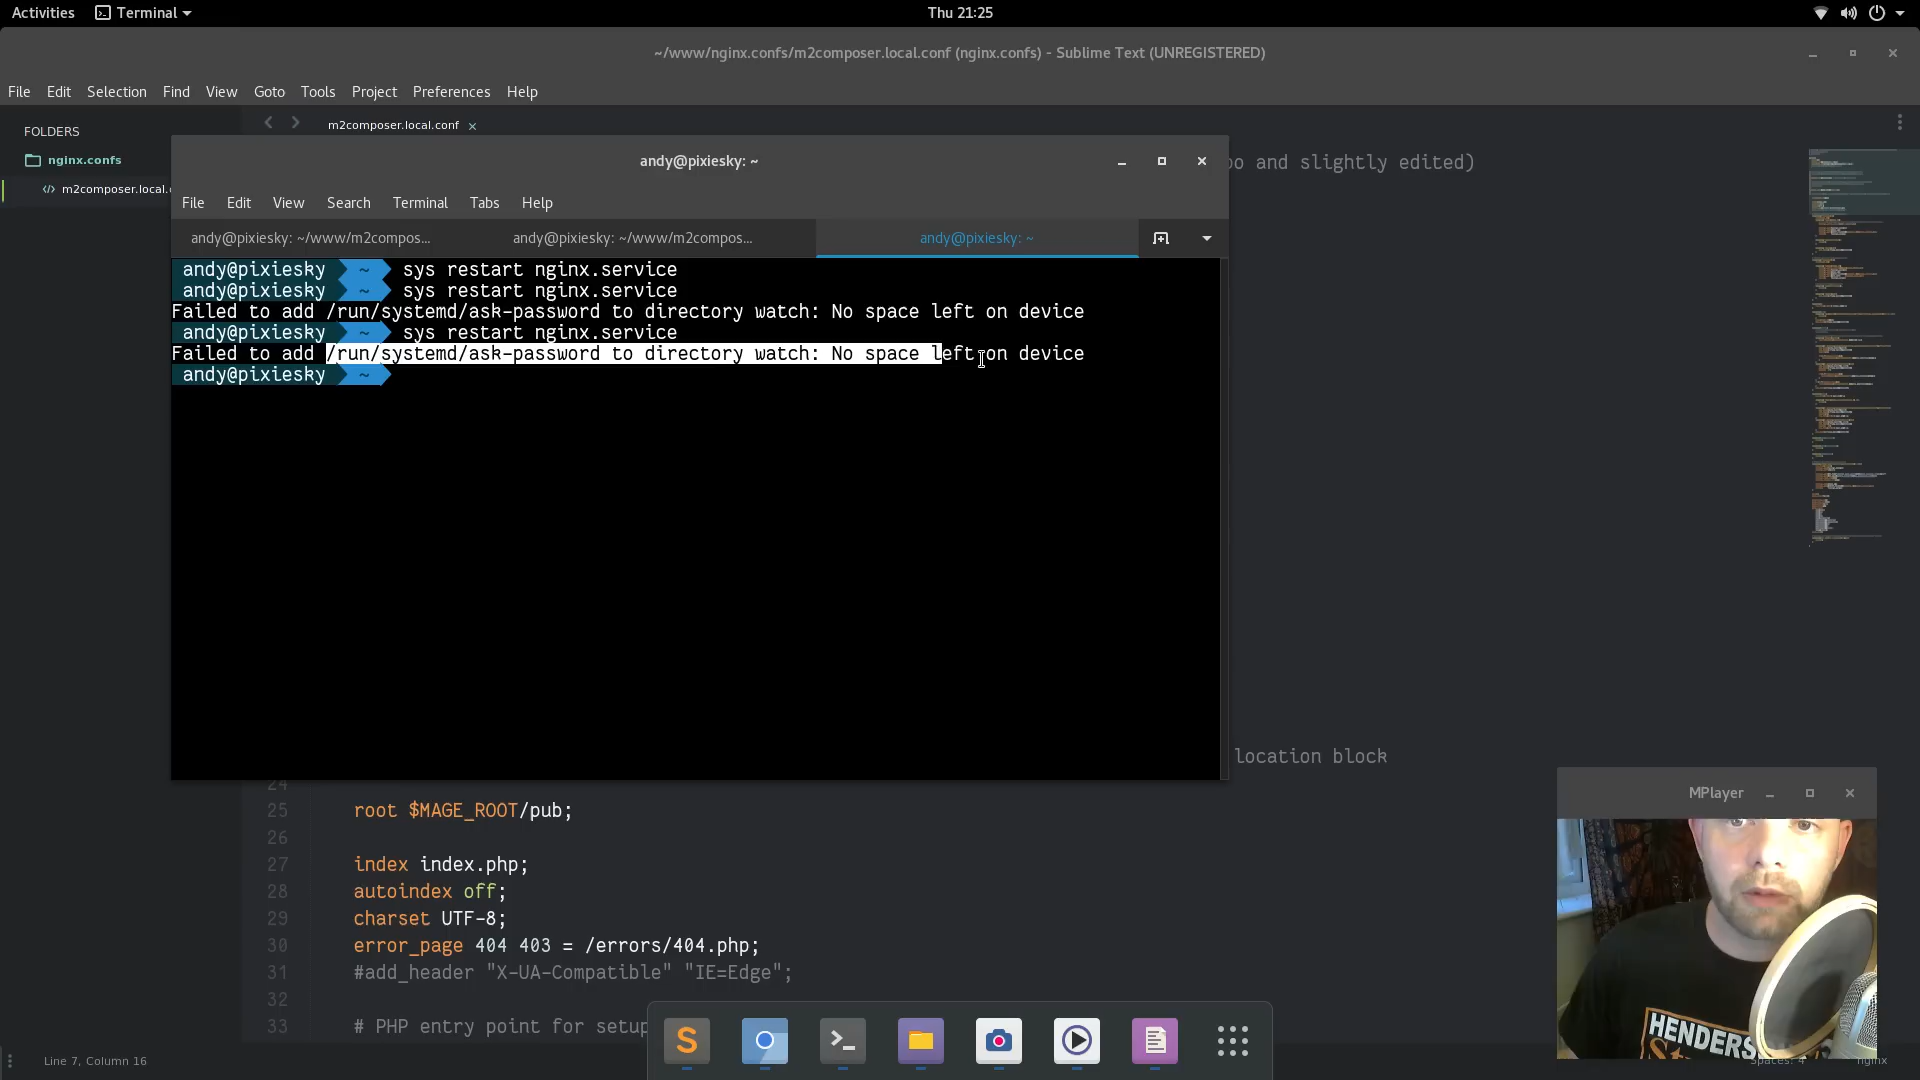 Activities
Terminal
Thu 21:25
~/www/nginx.confs/m2composer.local.conf (nginx.confs) - Sublime Text (UNREGISTERED)
File Edit Selection Find View Goto Tools Project Preferences Help
FOLDERS
nginx.confs
m2composer.local.
m2composer.local.conf
o and slightly edited)
andy@pixiesky: ~
File Edit View Search Terminal Tabs Help
andy@pixiesky: ~/www/m2compos...
andy@pixiesky: ~/www/m2compos...
andy@pixiesky: ~
andy@pixiesky ~ sys restart nginx.service
andy@pixiesky ~ sys restart nginx.service
Failed to add /run/systemd/ask-password to directory watch: No space left on device
andy@pixiesky ~ sys restart nginx.service
Failed to add /run/systemd/ask-password to directory watch: No space left on device
andy@pixiesky ~
location block
24
25 root $MAGE_ROOT/pub;
26
27 index index.php;
28 autoindex off;
29 charset UTF-8;
30 error_page 404 403 = /errors/404.php;
31 #add_header "X-UA-Compatible" "IE=Edge";
32
33 # PHP entry point for setup
MPlayer
HENDERS
Line 7, Column 16
Spaces: 4
nginx